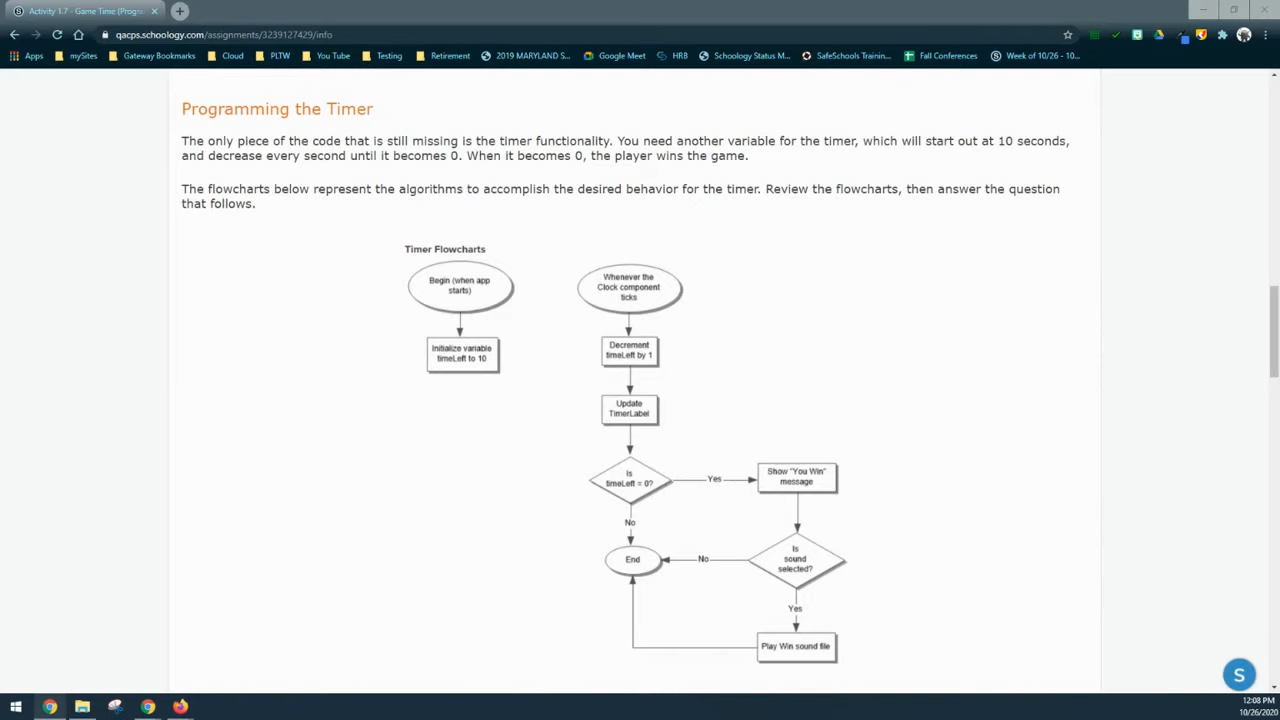 Activity 1.7 - Game Time (Progra
qacps.schoology.com/assignments/3239127429/info
Apps mySites Gateway Bookmarks Cloud PLTW You Tube Testing Retirement 2019 MARYLAND S... Google Meet HRB Schoology Status M... SafeSchools Trainin... Fall Conferences Week of 10/26 - 10...
Programming the Timer
The only piece of the code that is still missing is the timer functionality. You need another variable for the timer, which will start out at 10 seconds,
and decrease every second until it becomes 0. When it becomes 0, the player wins the game.
The flowcharts below represent the algorithms to accomplish the desired behavior for the timer. Review the flowcharts, then answer the question
that follows.
Timer Flowcharts
Begin (when app
starts)
Initialize variable
timeLeft to 10
Whenever the
Clock component
ticks
Decrement
timeLeft by 1
Update
TimerLabel
Is
timeLeft = 0?
Yes
Show "You Win"
message
No
End
No
Is
sound
selected?
Yes
Play Win sound file
S
12:08 PM
10/26/2020